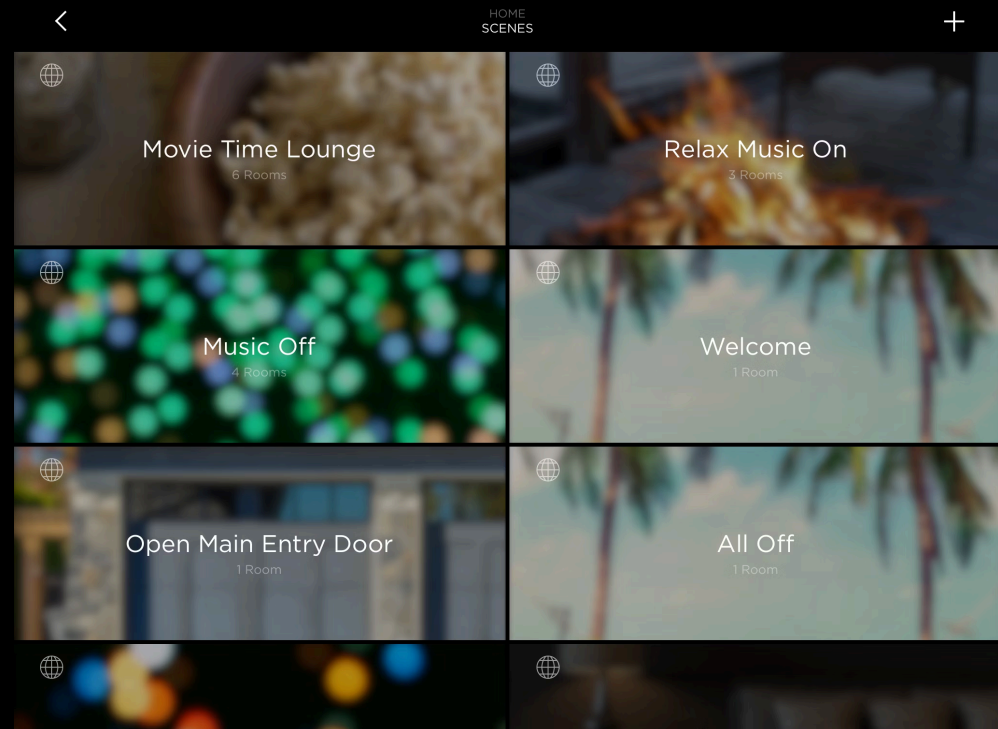 HOME
SCENES
Movie Time Lounge
6 Rooms
Relax Music On
3 Rooms
Music Off
4 Rooms
Welcome
1 Room
Open Main Entry Door
1 Room
All Off
1 Room